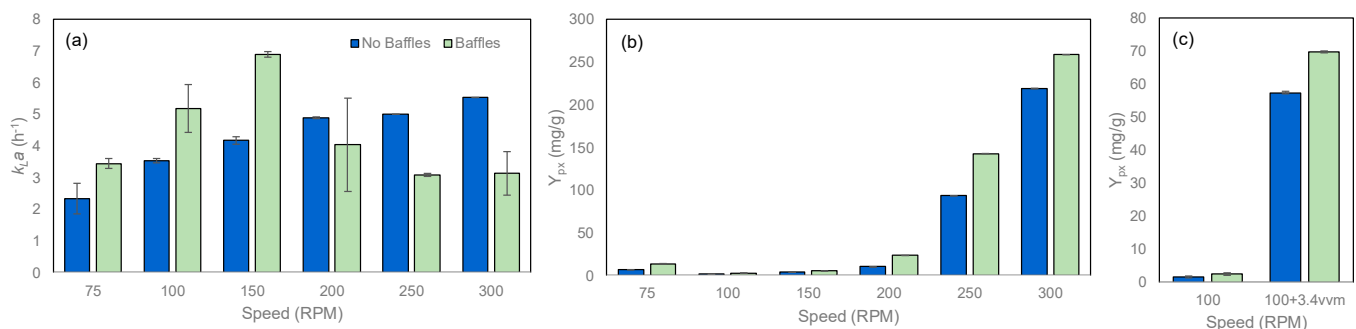 (a)
No Baffles
Baffles
8
7
6
5
4
3
2
1
0
kLa (h⁻¹)
75 100 150 200 250 300
Speed (RPM)
(b)
300
250
200
150
100
50
0
Ypx (mg/g)
75 100 150 200 250 300
Speed (RPM)
(c)
80
70
60
50
40
30
20
10
0
Ypx (mg/g)
100 100+3.4vvm
Speed (RPM)